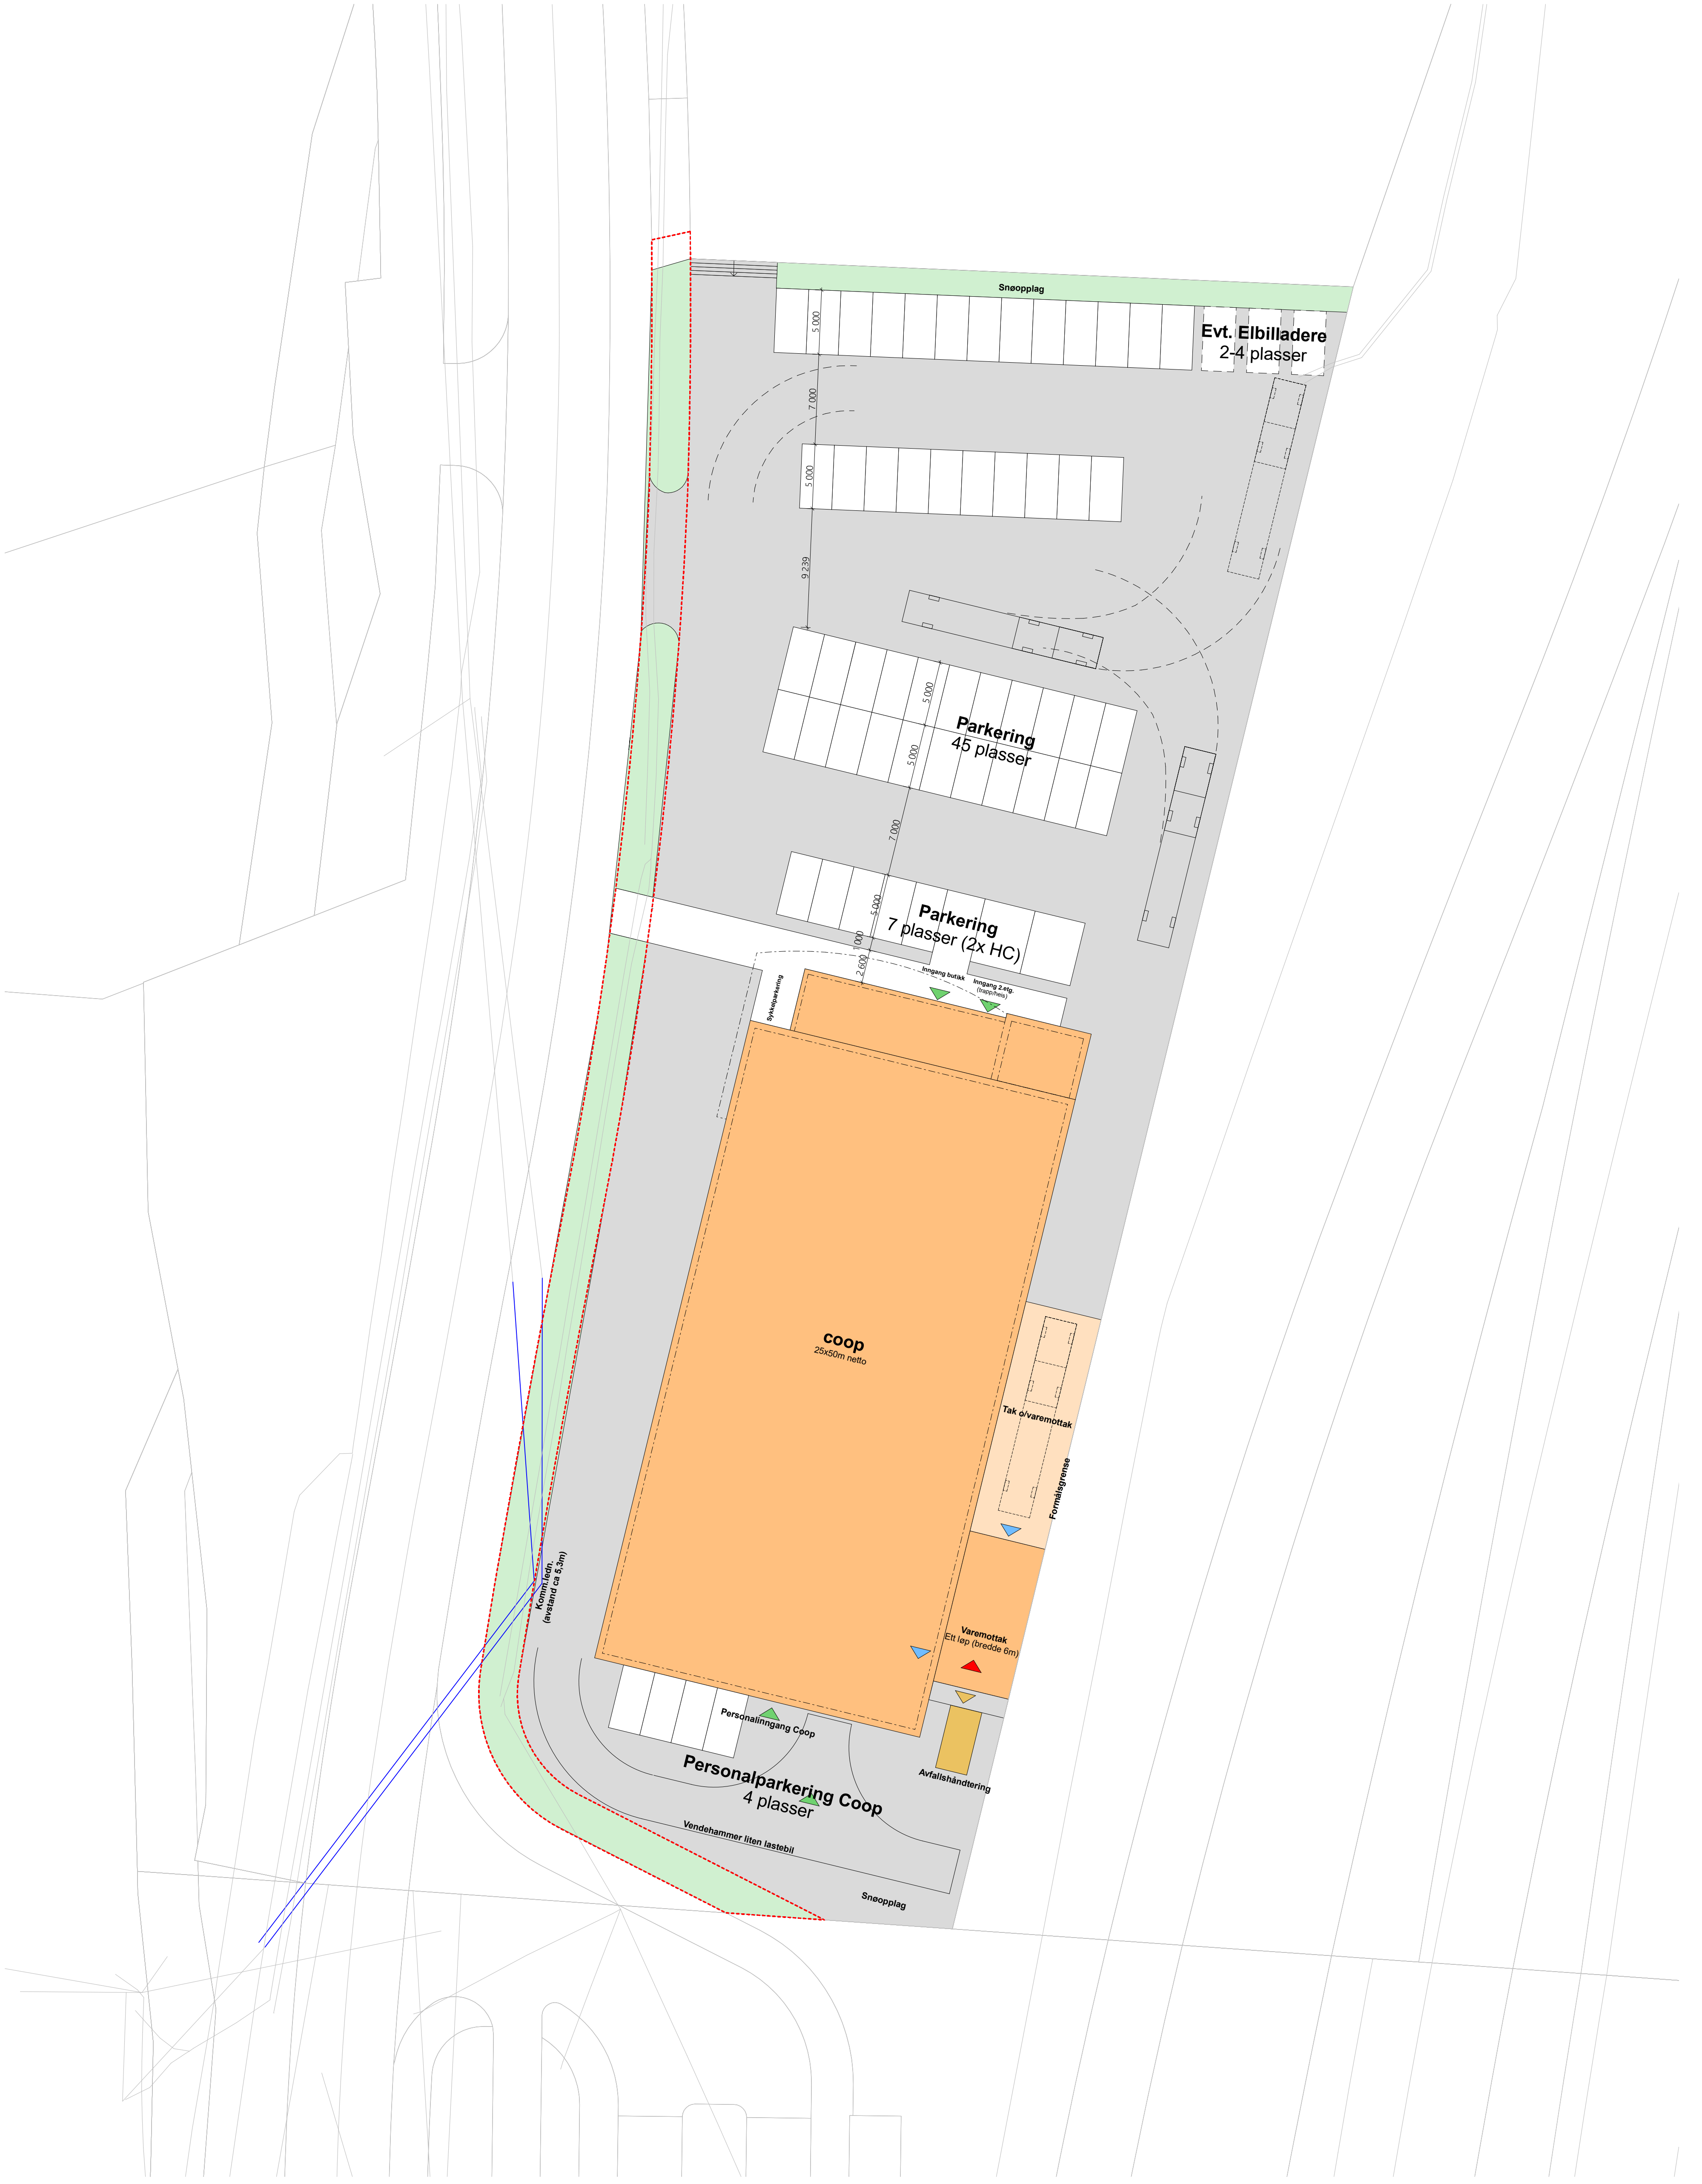 Snøopplag
5 000
Evt. Elbilladere
2-4 plasser
7 000
5 000
9 239
5 000
Parkering
45 plasser
5 000
7 000
5 000
Parkering
7 plasser (2x HC)
1 000
2 600
Inngang butikk
Inngang 2.etg.
(trapp/heis)
Sykkelparkering
coop
25x50m netto
Tak o/varemottak
Formålsgrense
Komm.ledn.
(avstand ca 5,3m)
Varemottak
Ett løp (bredde 6m)
Personalinngang Coop
Avfallshåndtering
Personalparkering Coop
4 plasser
Vendehammer liten lastebil
Snøopplag